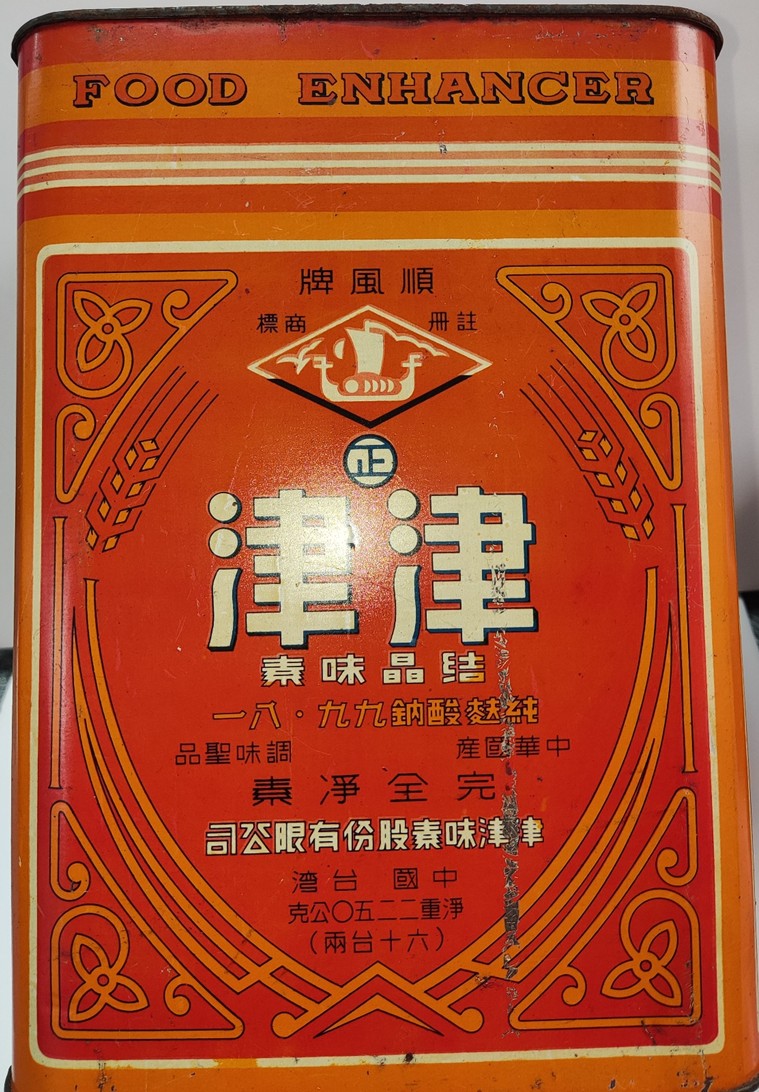 FOOD ENHANCER
順風牌
註冊商標
正
津津
結晶味素
純麩酸鈉九九·八一
中華國產 調味聖品
完全淨素
津津味素股份有限公司
中國台灣
淨重二二五〇公克
(六十台兩)